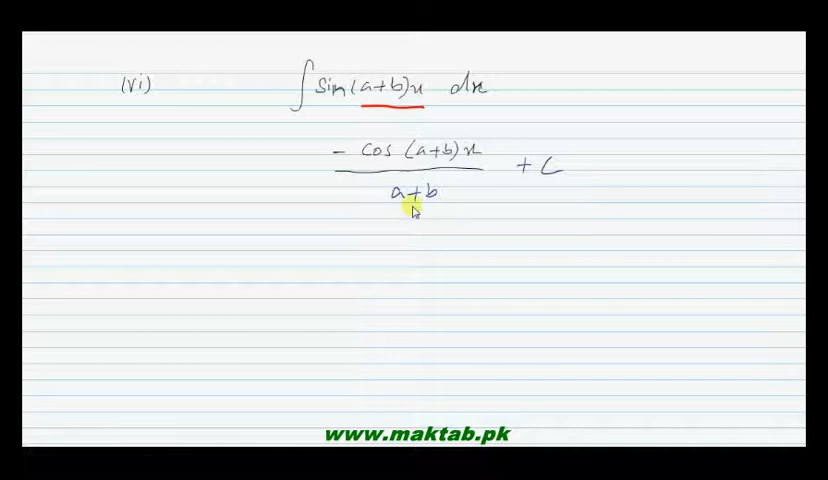 (vi) ∫ Sin(a+b)x dx
- Cos (a+b)x
+ C
a+b
www.maktab.pk